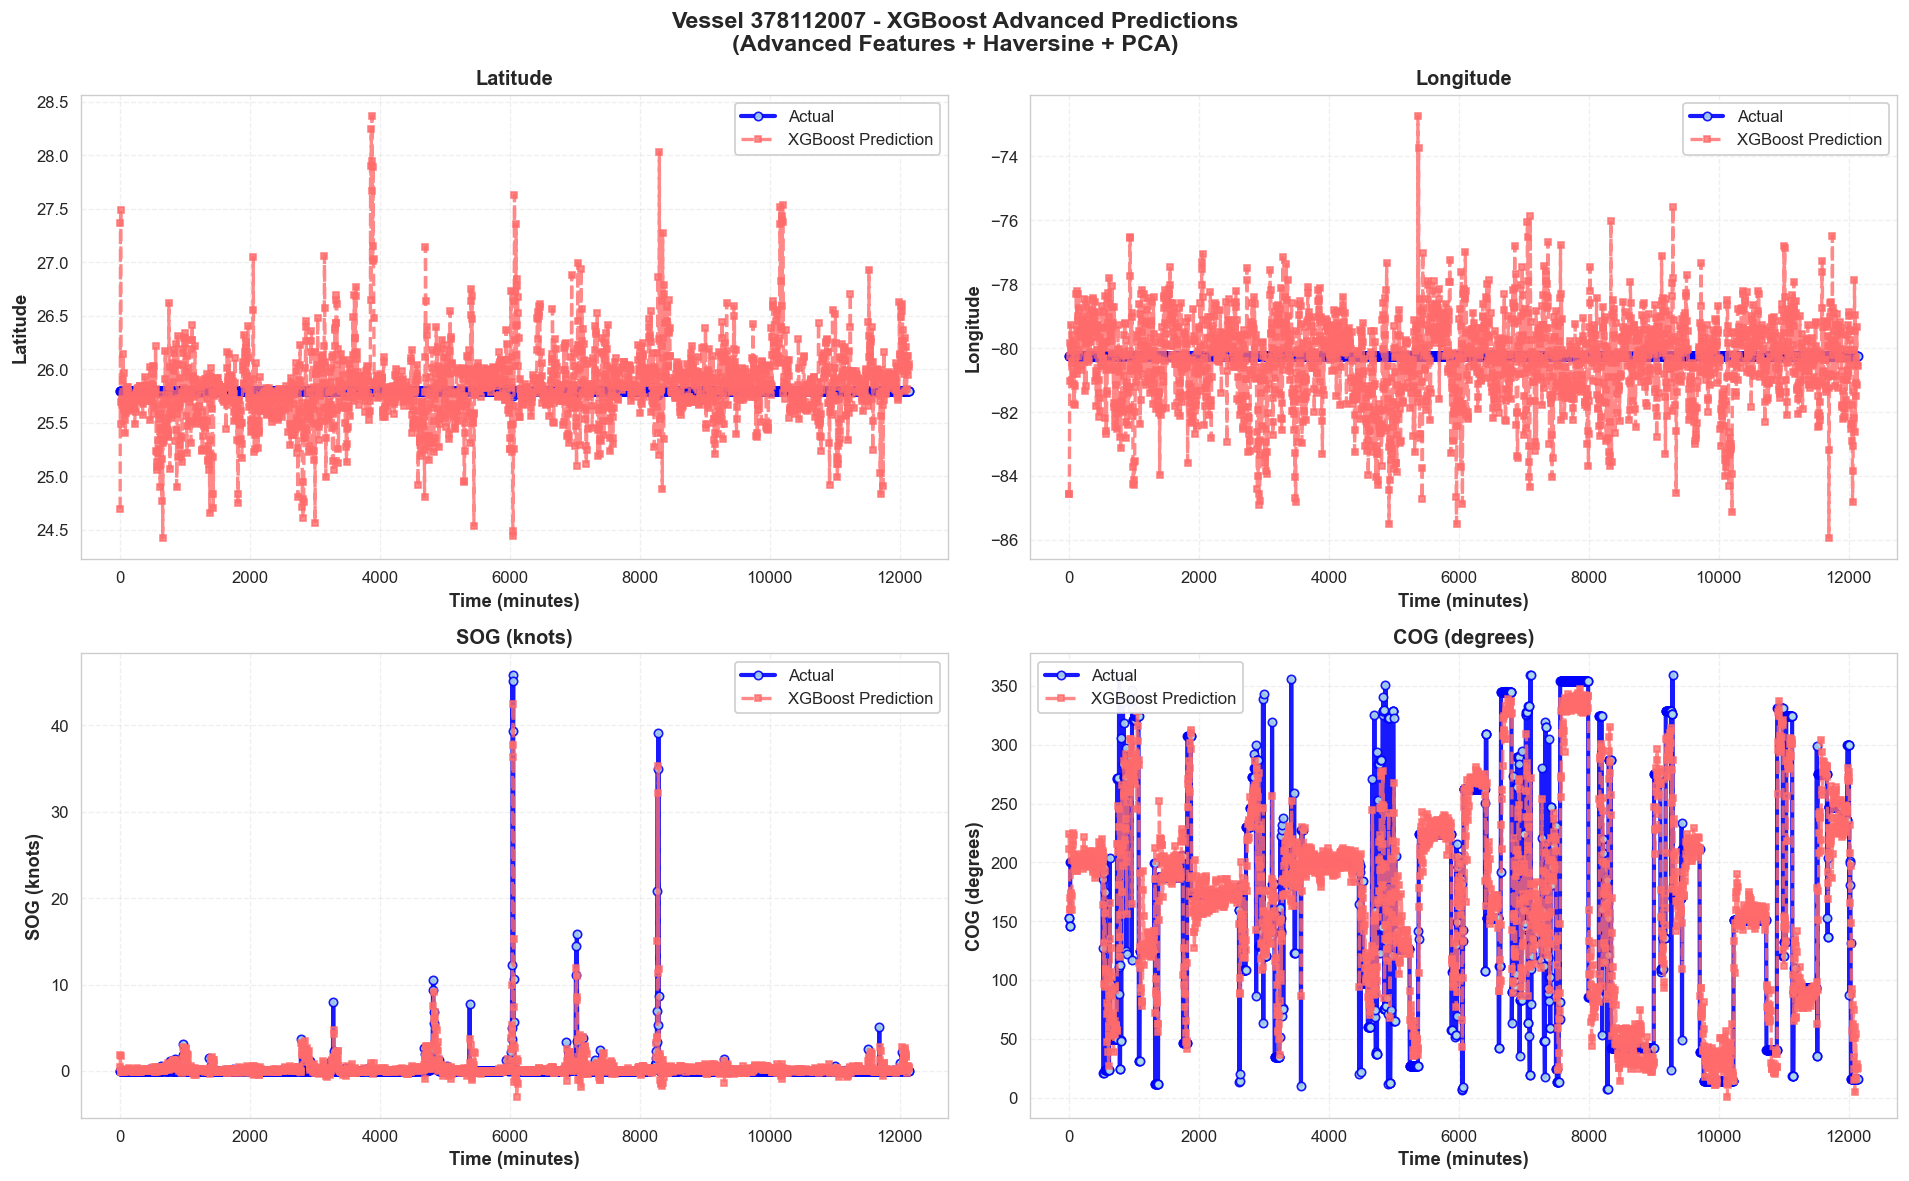 Vessel 378112007 - XGBoost Advanced Predictions
(Advanced Features + Haversine + PCA)
Latitude
Actual
XGBoost Prediction
Latitude
28.5
28.0
27.5
27.0
26.5
26.0
25.5
25.0
24.5
0 2000 4000 6000 8000 10000 12000
Time (minutes)
Longitude
Actual
XGBoost Prediction
Longitude
−74
−76
−78
−80
−82
−84
−86
0 2000 4000 6000 8000 10000 12000
Time (minutes)
SOG (knots)
Actual
XGBoost Prediction
SOG (knots)
40
30
20
10
0
0 2000 4000 6000 8000 10000 12000
Time (minutes)
COG (degrees)
Actual
XGBoost Prediction
COG (degrees)
350
300
250
200
150
100
50
0
0 2000 4000 6000 8000 10000 12000
Time (minutes)